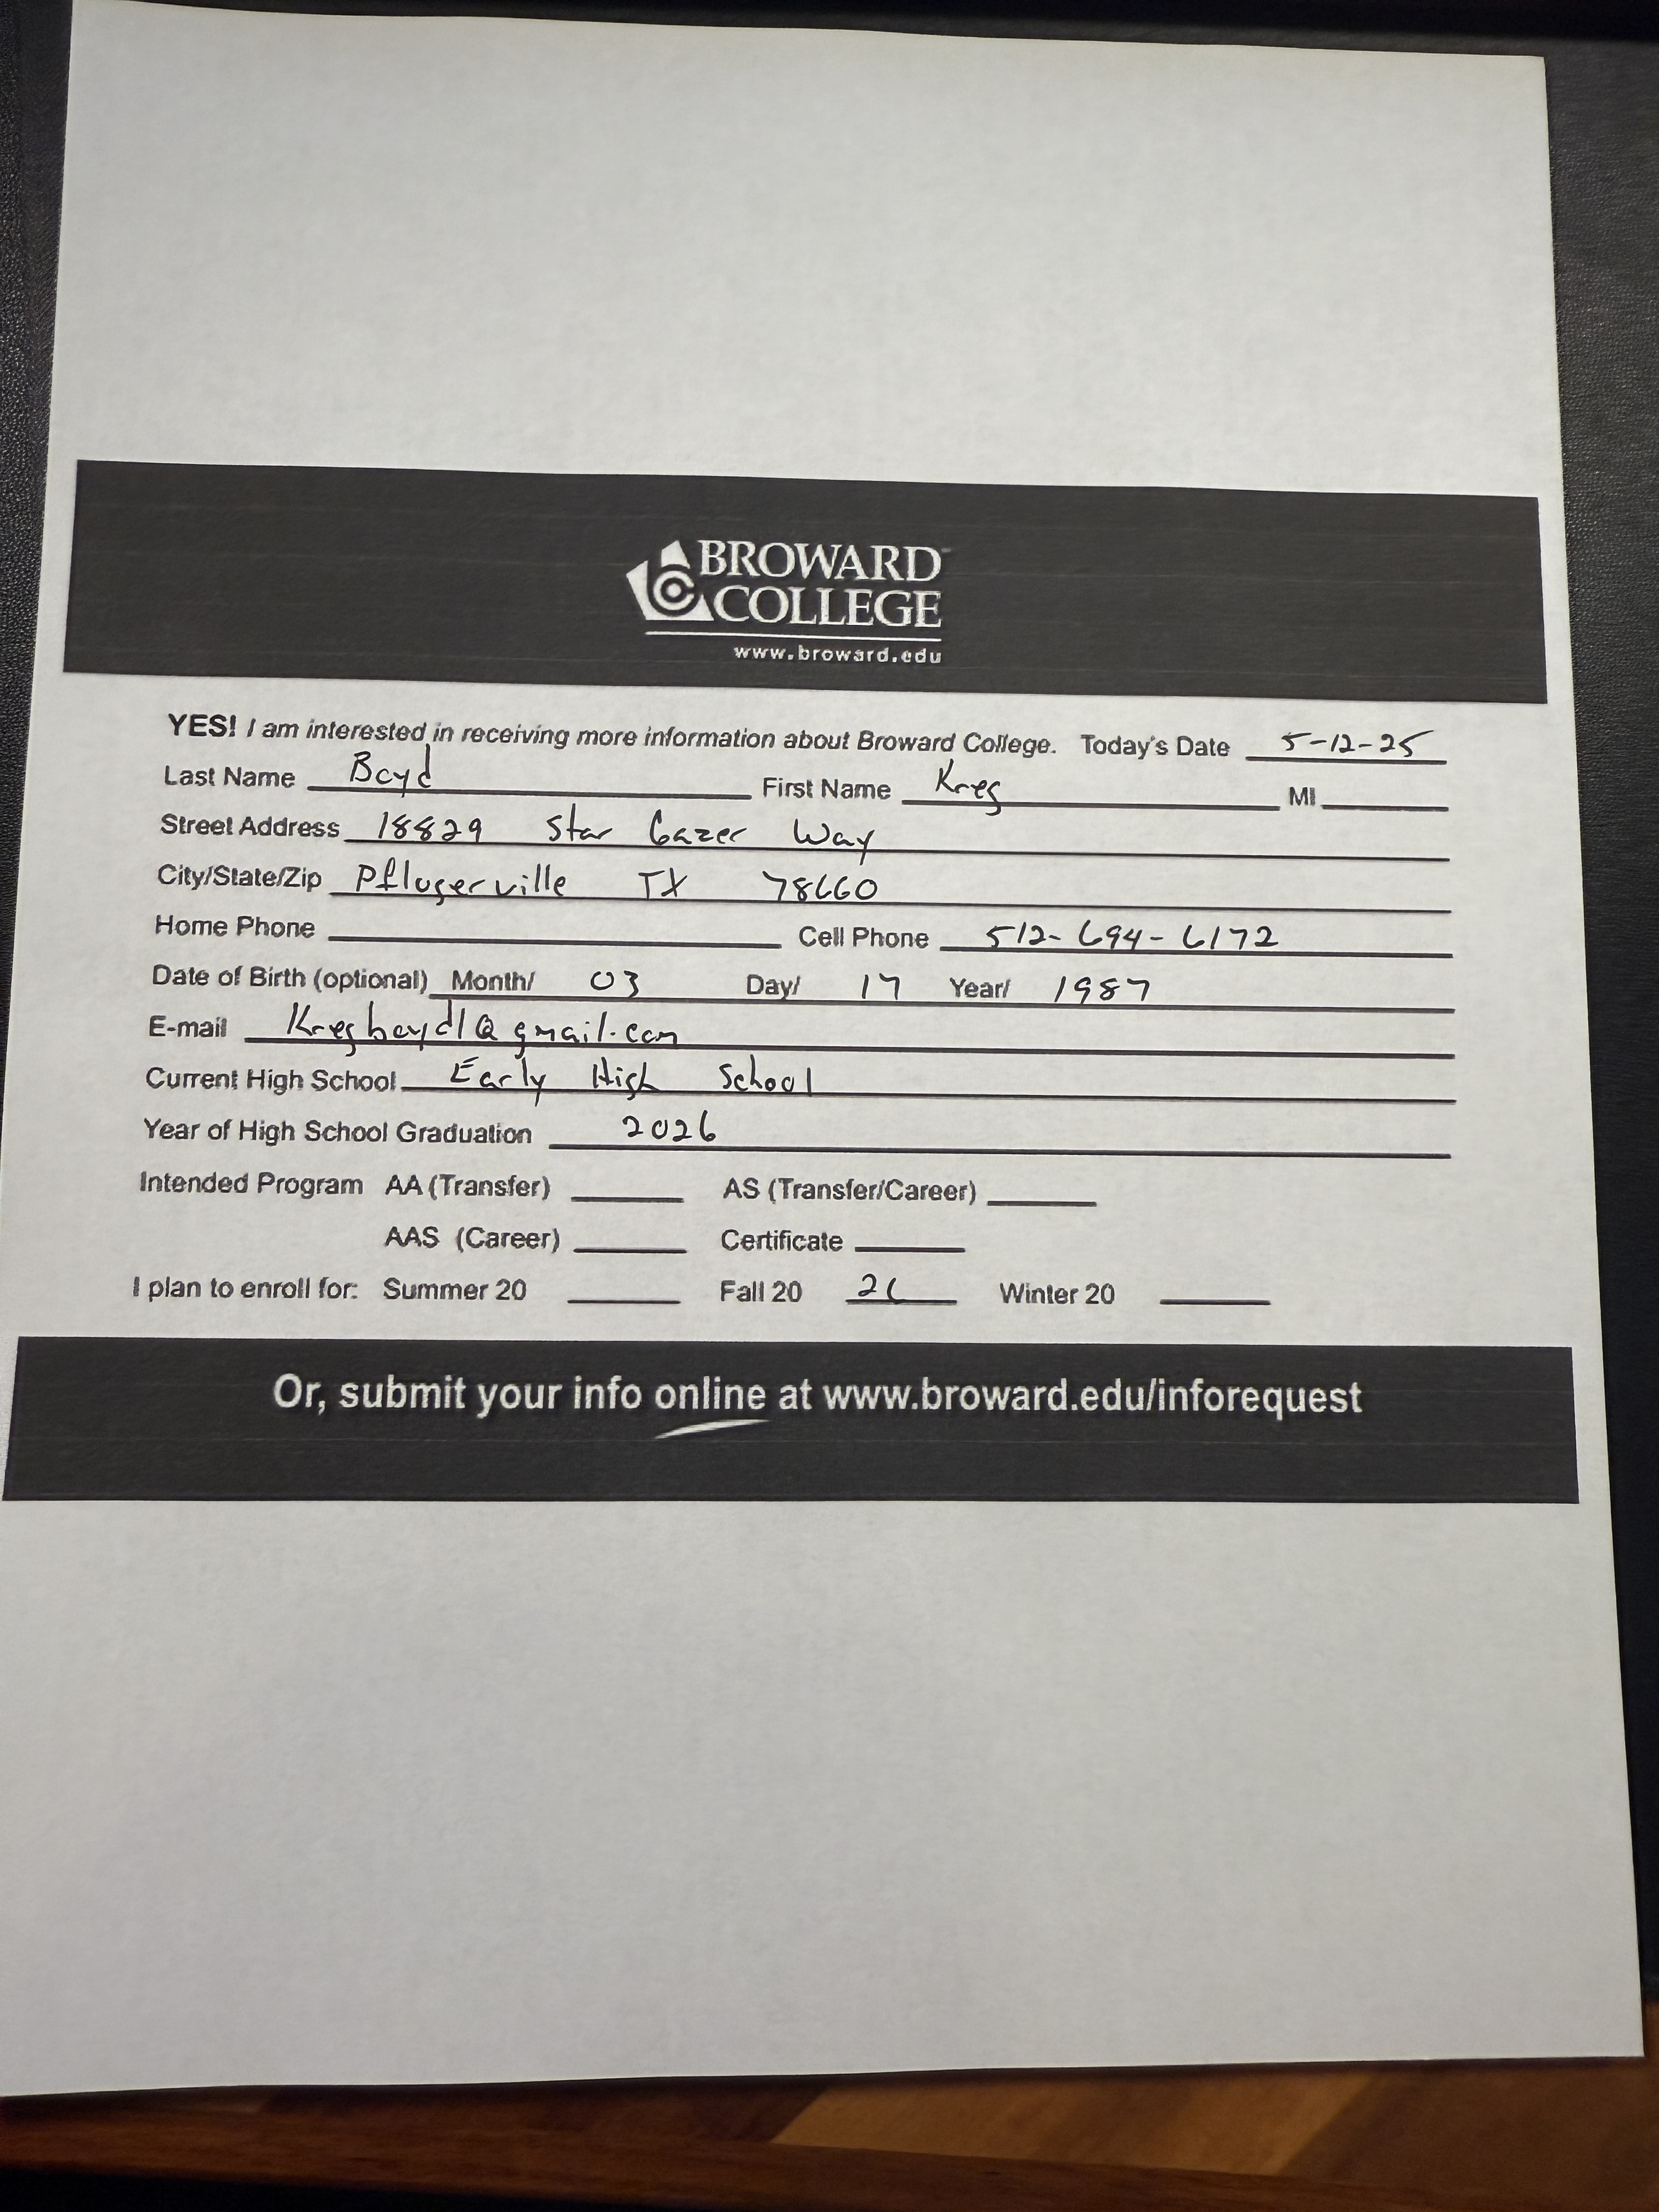 BROWARD
COLLEGE
www.broward.edu
YES! I am interested in receiving more information about Broward College. Today's Date 5-12-25
Last Name Boyd First Name Kreg MI
Street Address 18829 Star Gazer Way
City/State/Zip Pflugerville TX 78660
Home Phone Cell Phone 512-694-6172
Date of Birth (optional) Month/ 03 Day/ 17 Year/ 1987
E-mail Kregboyd1@gmail.com
Current High School Early High School
Year of High School Graduation 2026
Intended Program AA (Transfer) AS (Transfer/Career)
AAS (Career) Certificate
I plan to enroll for: Summer 20 Fall 20 26 Winter 20
Or, submit your info online at www.broward.edu/inforequest